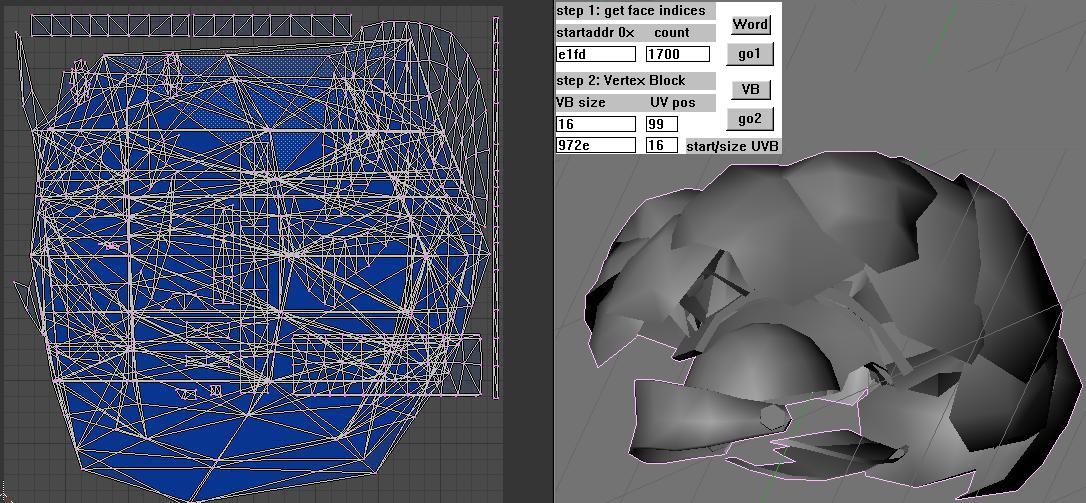 step 1: get face indices
Word
startaddr 0x count
e1fd 1700 go1
step 2: Vertex Block
VB
VB size UV pos
16 99 go2
972e 16 start/size UVB